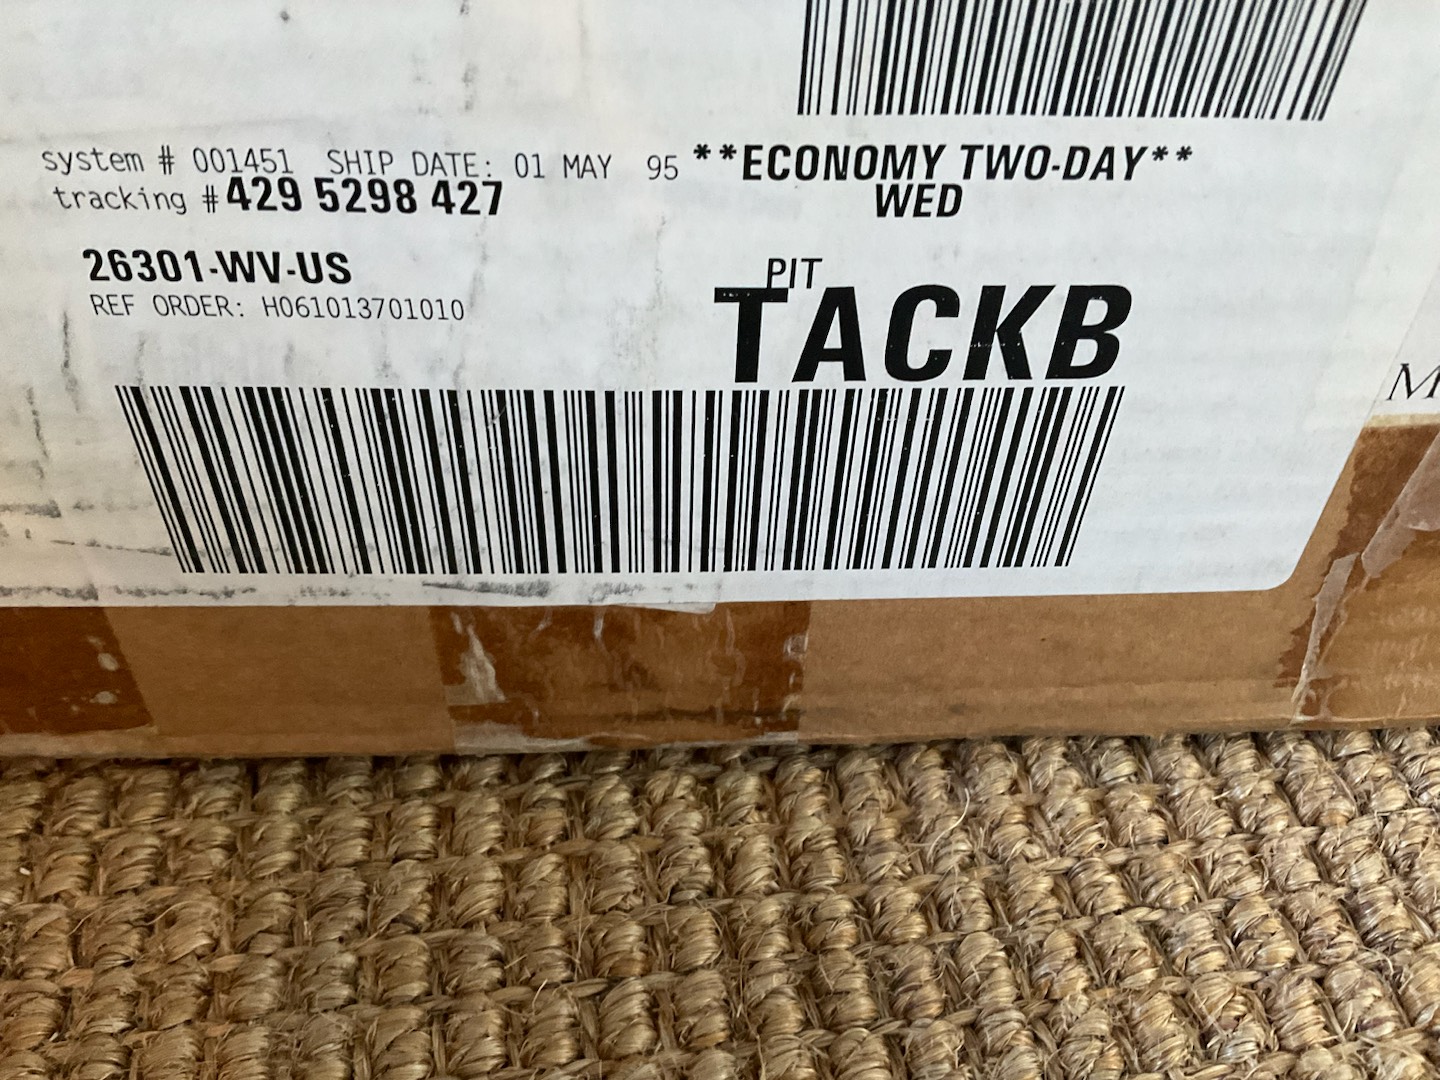 system # 001451 SHIP DATE: 01 MAY 95 **ECONOMY TWO-DAY**
tracking # 429 5298 427 WED
26301-WV-US
REF ORDER: H061013701010
PIT
TACKB
M